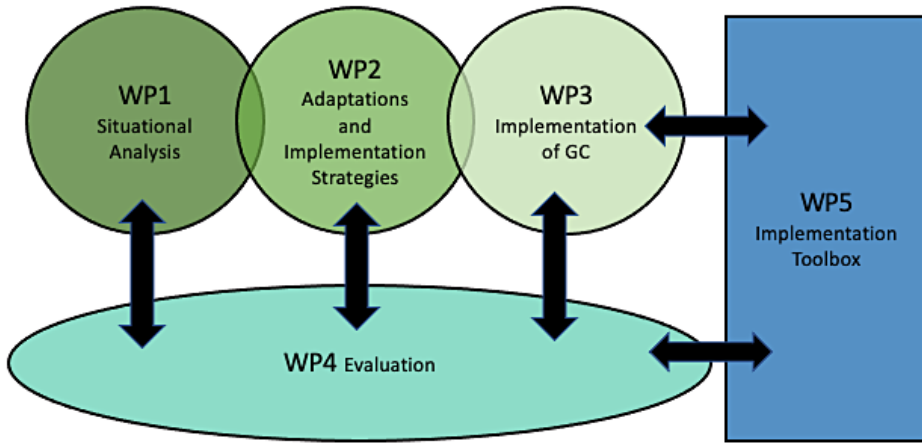 WP1
Situational
Analysis
WP2
Adaptations
and
Implementation
Strategies
WP3
Implementation
of GC
WP5
Implementation
Toolbox
WP4 Evaluation